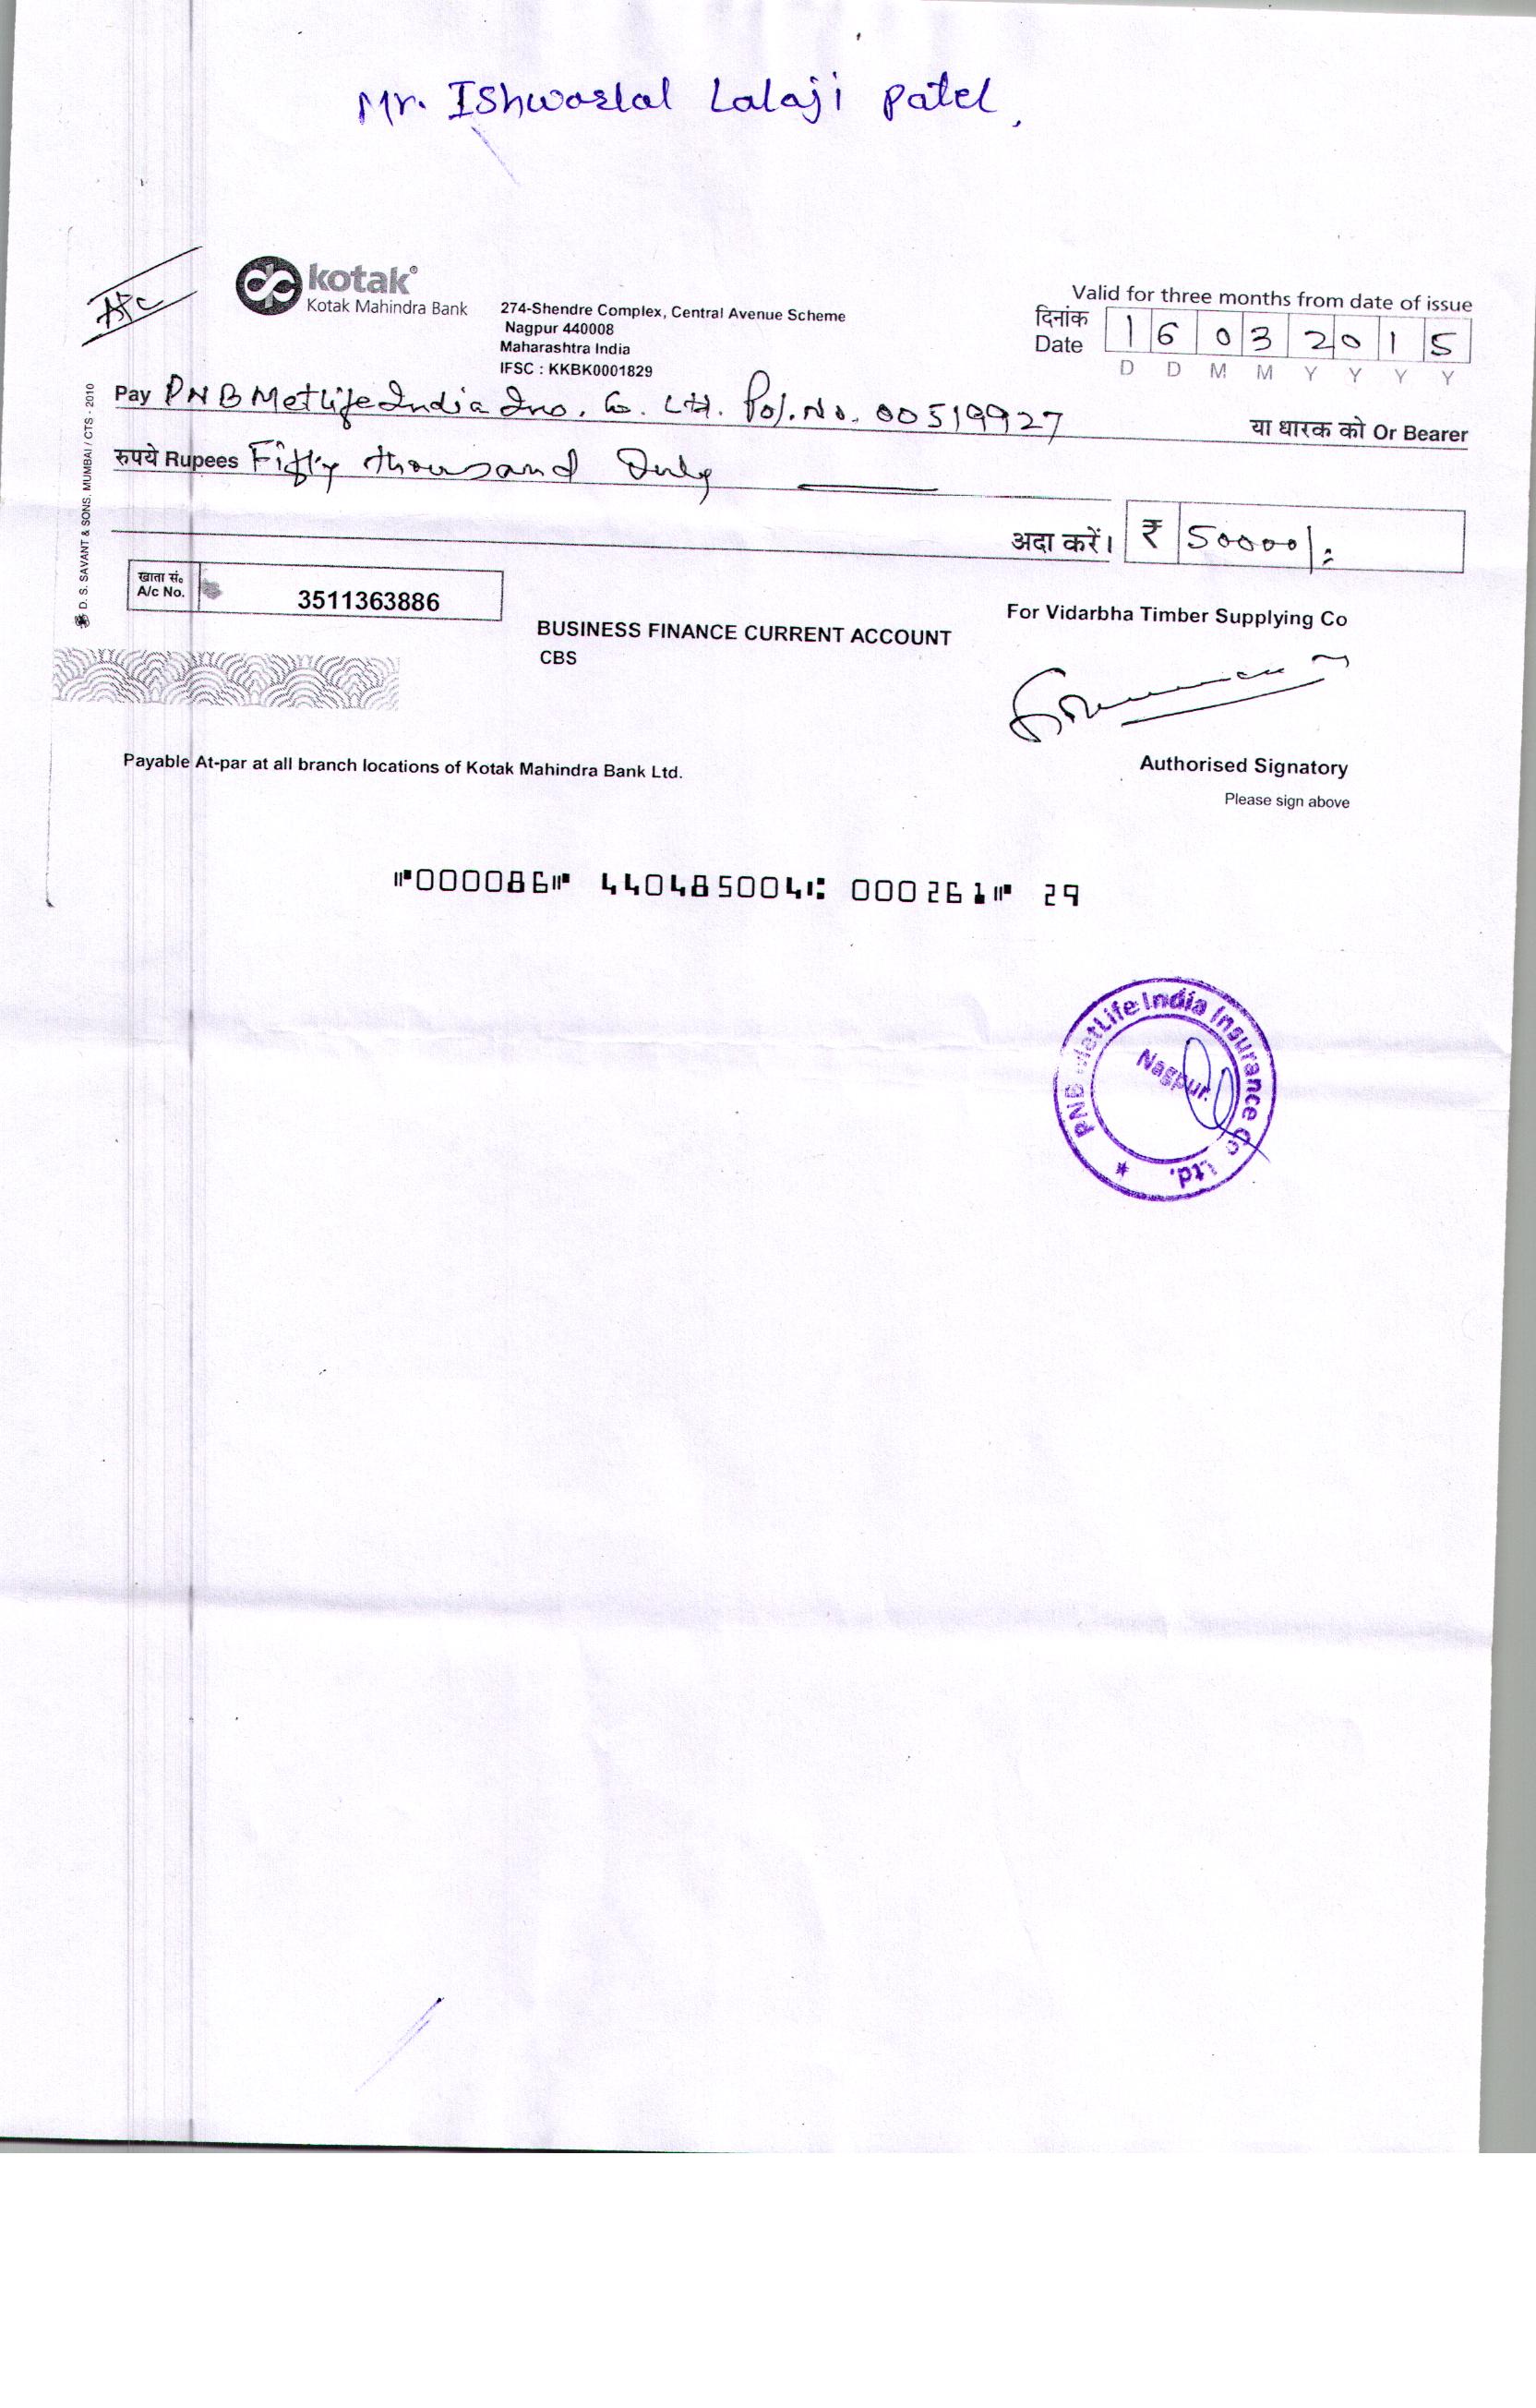 Mr. Ishwarlal Lalaji Patel,
A/c
kotak®
Kotak Mahindra Bank
274-Shendre Complex, Central Avenue Scheme
Nagpur 440008
Maharashtra India
IFSC : KKBK0001829
Valid for three months from date of issue
दिनांक
Date
1 6 0 3 2 0 1 5
D D M M Y Y Y Y
Pay PNB MetLife India Ins. Co. Ltd. Pol. No. 00519927 या धारक को Or Bearer
रुपये Rupees Fifty thousand Only
अदा करें। ₹ 50000/-
खाता सं०
A/c No. 3511363886
BUSINESS FINANCE CURRENT ACCOUNT
CBS
For Vidarbha Timber Supplying Co
Authorised Signatory
Please sign above
Payable At-par at all branch locations of Kotak Mahindra Bank Ltd.
D. S. SAVANT & SONS. MUMBAI / CTS - 2010
⑈000086⑈ 440485004⑆ 000261⑈ 29
PNB MetLife India Insurance Co Ltd.
Nagpur.